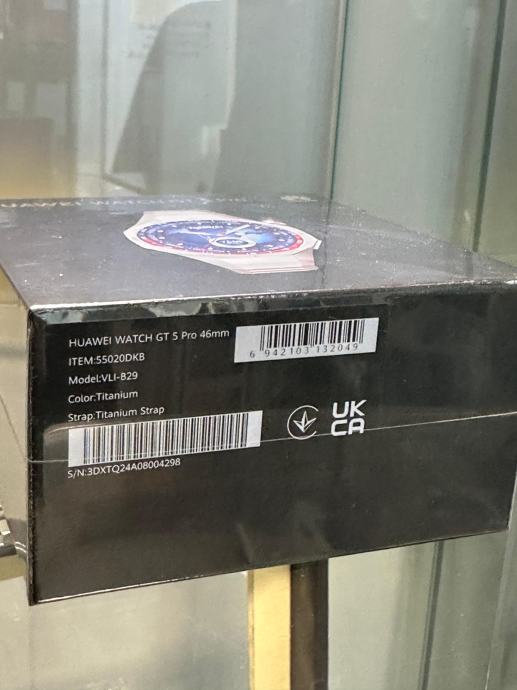 HUAWEI WATCH GT 5 Pro 46mm
6 942103 132049
ITEM:55020DKB
Model:VLI-B29
Color:Titanium
Strap:Titanium Strap
UK
CA
S/N:3DXTQ24A08004298